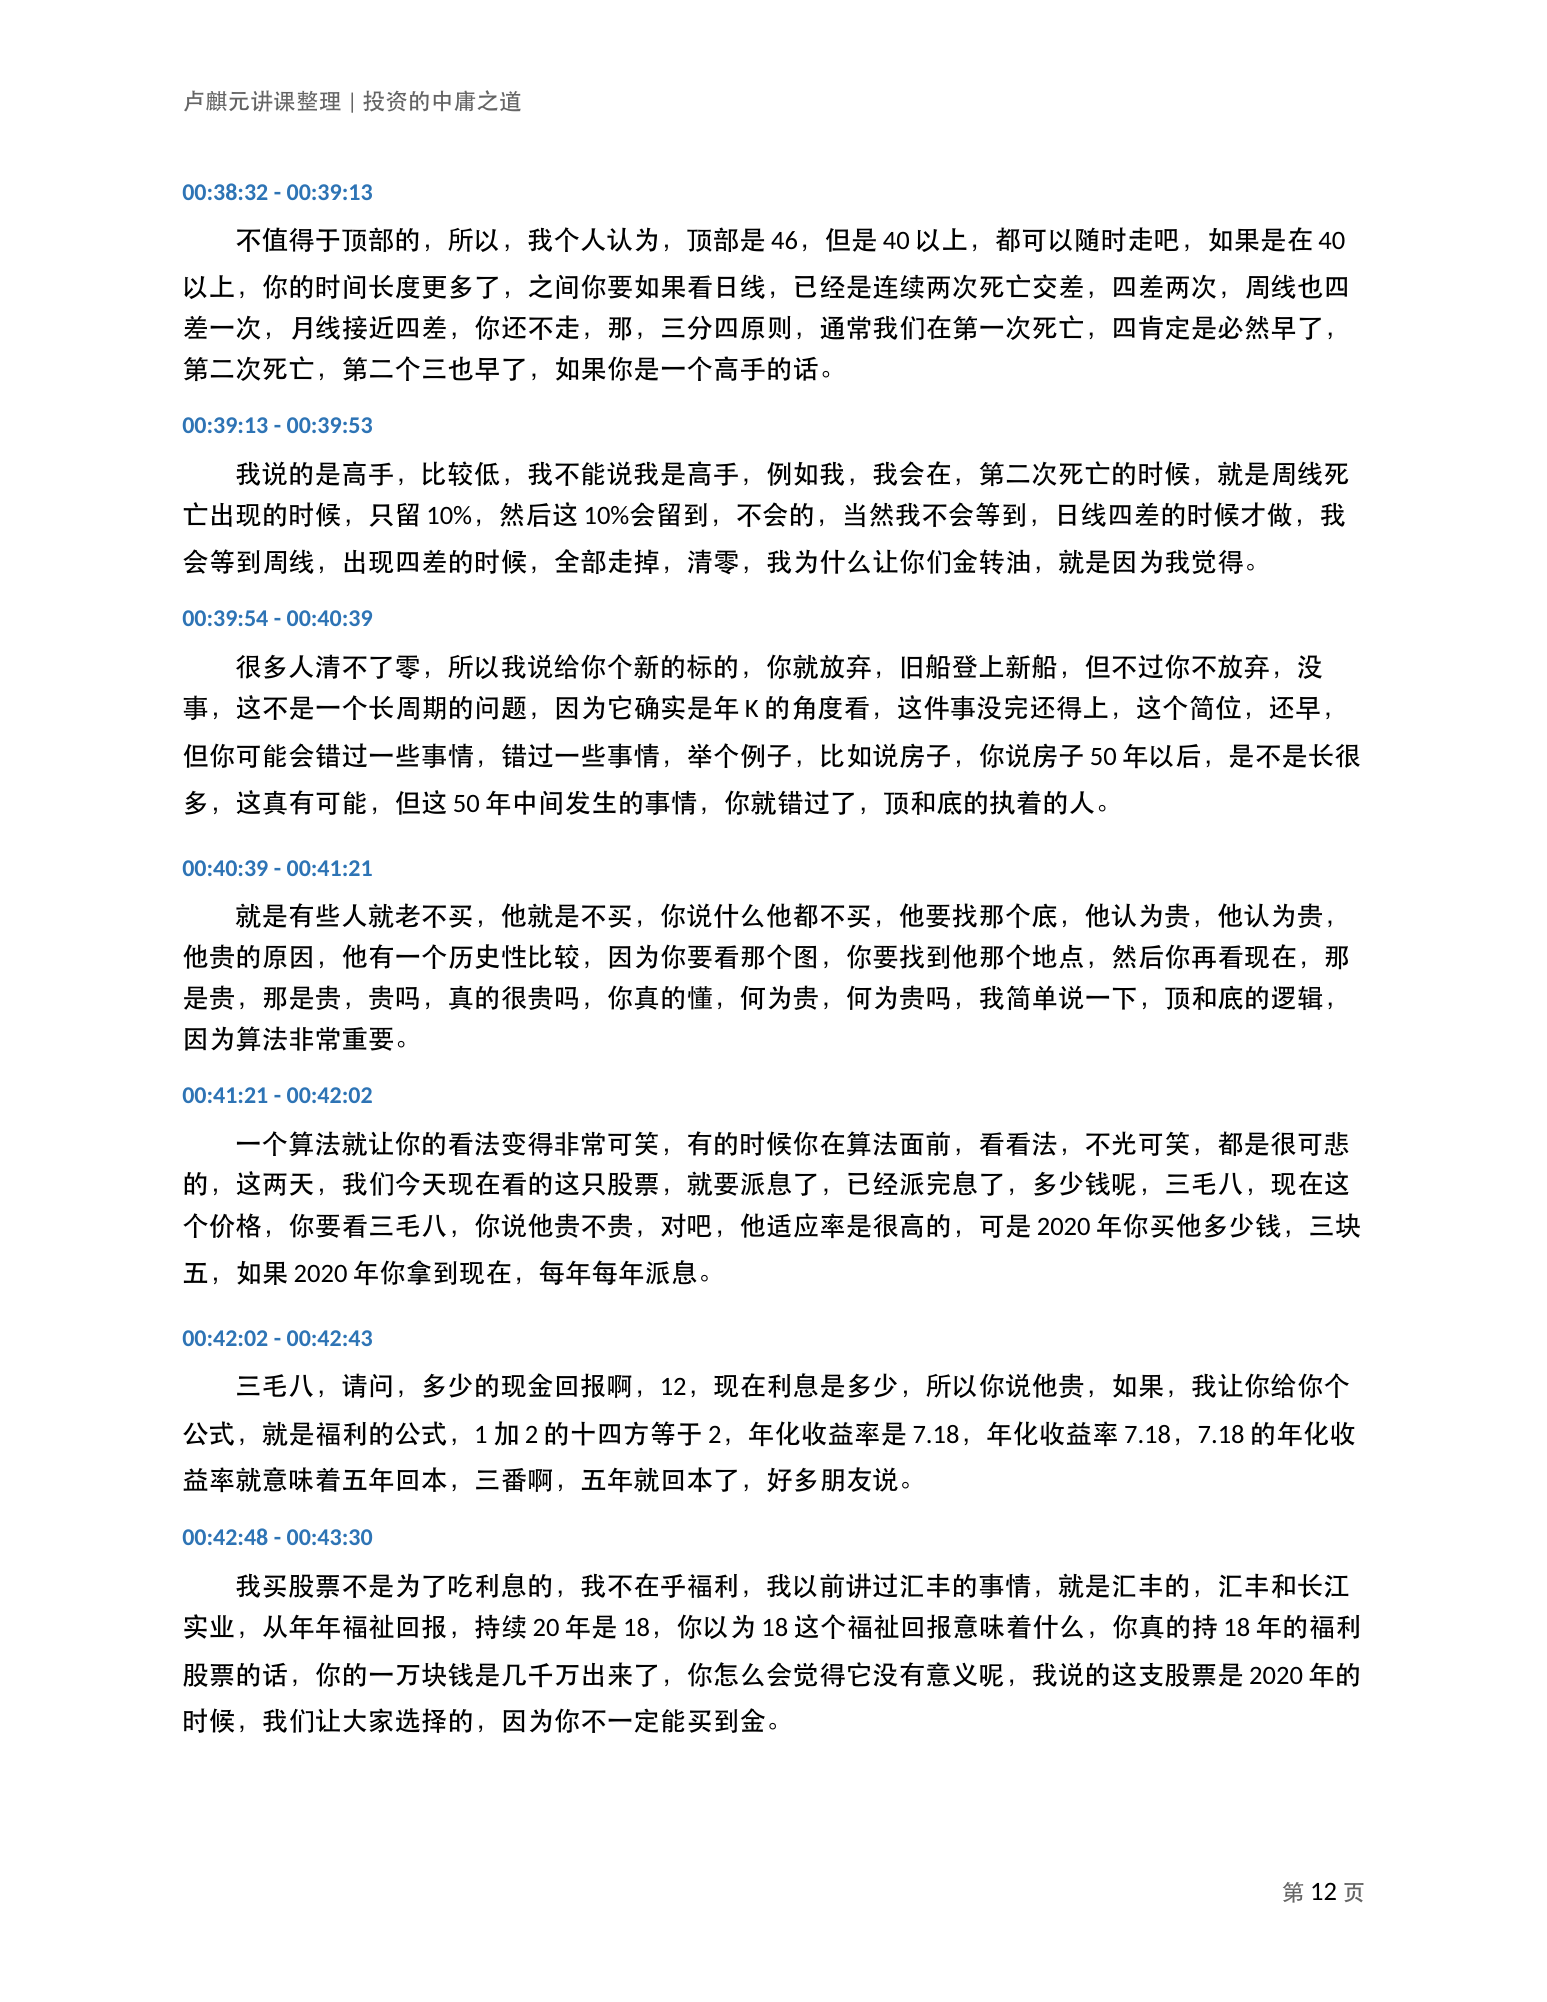 卢麒元讲课整理 | 投资的中庸之道
00:38:32 - 00:39:13
不值得于顶部的，所以，我个人认为，顶部是 46，但是 40 以上，都可以随时走吧，如果是在 40
以上，你的时间长度更多了，之间你要如果看日线，已经是连续两次死亡交差，四差两次，周线也四
差一次，月线接近四差，你还不走，那，三分四原则，通常我们在第一次死亡，四肯定是必然早了，
第二次死亡，第二个三也早了，如果你是一个高手的话。
00:39:13 - 00:39:53
我说的是高手，比较低，我不能说我是高手，例如我，我会在，第二次死亡的时候，就是周线死
亡出现的时候，只留 10%，然后这 10%会留到，不会的，当然我不会等到，日线四差的时候才做，我
会等到周线，出现四差的时候，全部走掉，清零，我为什么让你们金转油，就是因为我觉得。
00:39:54 - 00:40:39
很多人清不了零，所以我说给你个新的标的，你就放弃，旧船登上新船，但不过你不放弃，没
事，这不是一个长周期的问题，因为它确实是年 K 的角度看，这件事没完还得上，这个简位，还早，
但你可能会错过一些事情，错过一些事情，举个例子，比如说房子，你说房子 50 年以后，是不是长很
多，这真有可能，但这 50 年中间发生的事情，你就错过了，顶和底的执着的人。
00:40:39 - 00:41:21
就是有些人就老不买，他就是不买，你说什么他都不买，他要找那个底，他认为贵，他认为贵，
他贵的原因，他有一个历史性比较，因为你要看那个图，你要找到他那个地点，然后你再看现在，那
是贵，那是贵，贵吗，真的很贵吗，你真的懂，何为贵，何为贵吗，我简单说一下，顶和底的逻辑，
因为算法非常重要。
00:41:21 - 00:42:02
一个算法就让你的看法变得非常可笑，有的时候你在算法面前，看看法，不光可笑，都是很可悲
的，这两天，我们今天现在看的这只股票，就要派息了，已经派完息了，多少钱呢，三毛八，现在这
个价格，你要看三毛八，你说他贵不贵，对吧，他适应率是很高的，可是 2020 年你买他多少钱，三块
五，如果 2020 年你拿到现在，每年每年派息。
00:42:02 - 00:42:43
三毛八，请问，多少的现金回报啊，12，现在利息是多少，所以你说他贵，如果，我让你给你个
公式，就是福利的公式，1 加 2 的十四方等于 2，年化收益率是 7.18，年化收益率 7.18，7.18 的年化收
益率就意味着五年回本，三番啊，五年就回本了，好多朋友说。
00:42:48 - 00:43:30
我买股票不是为了吃利息的，我不在乎福利，我以前讲过汇丰的事情，就是汇丰的，汇丰和长江
实业，从年年福祉回报，持续 20 年是 18，你以为 18 这个福祉回报意味着什么，你真的持 18 年的福利
股票的话，你的一万块钱是几千万出来了，你怎么会觉得它没有意义呢，我说的这支股票是 2020 年的
时候，我们让大家选择的，因为你不一定能买到金。
第 12 页